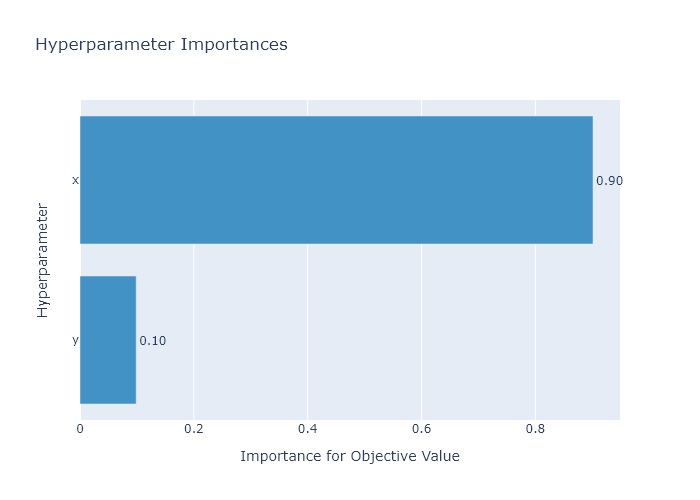 Hyperparameter Importances
Hyperparameter
x
0.90
y
0.10
0
0.2
0.4
0.6
0.8
Importance for Objective Value